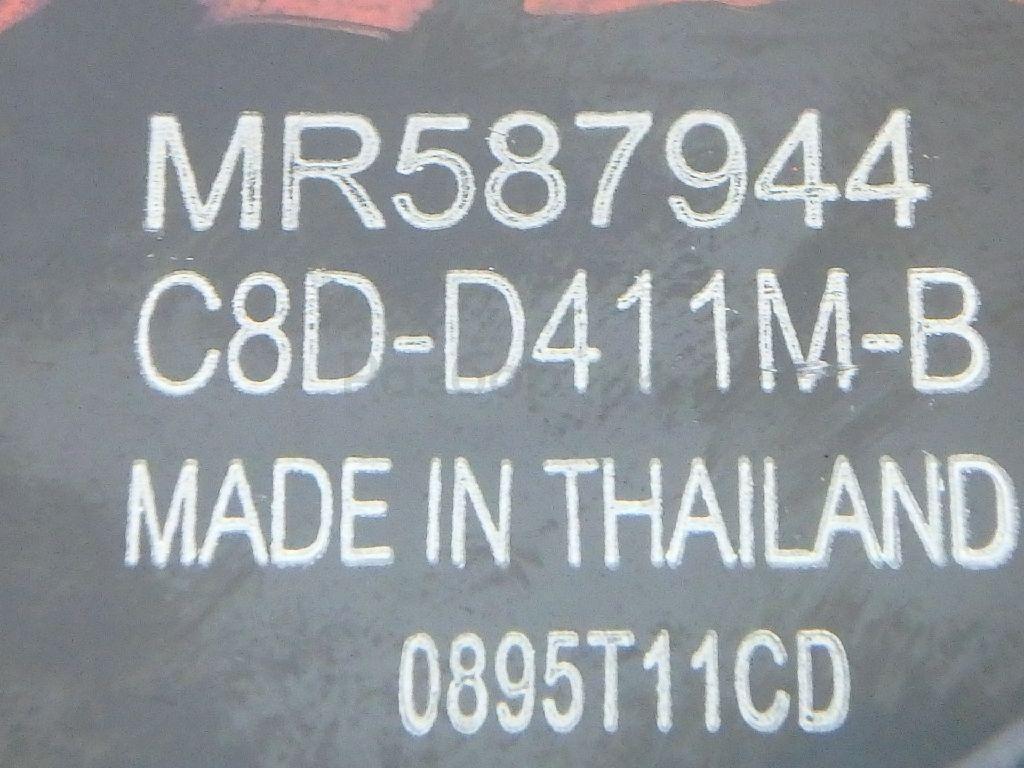 MR587944
C8D-D411M-B
MADE IN THAILAND
0895T11CD